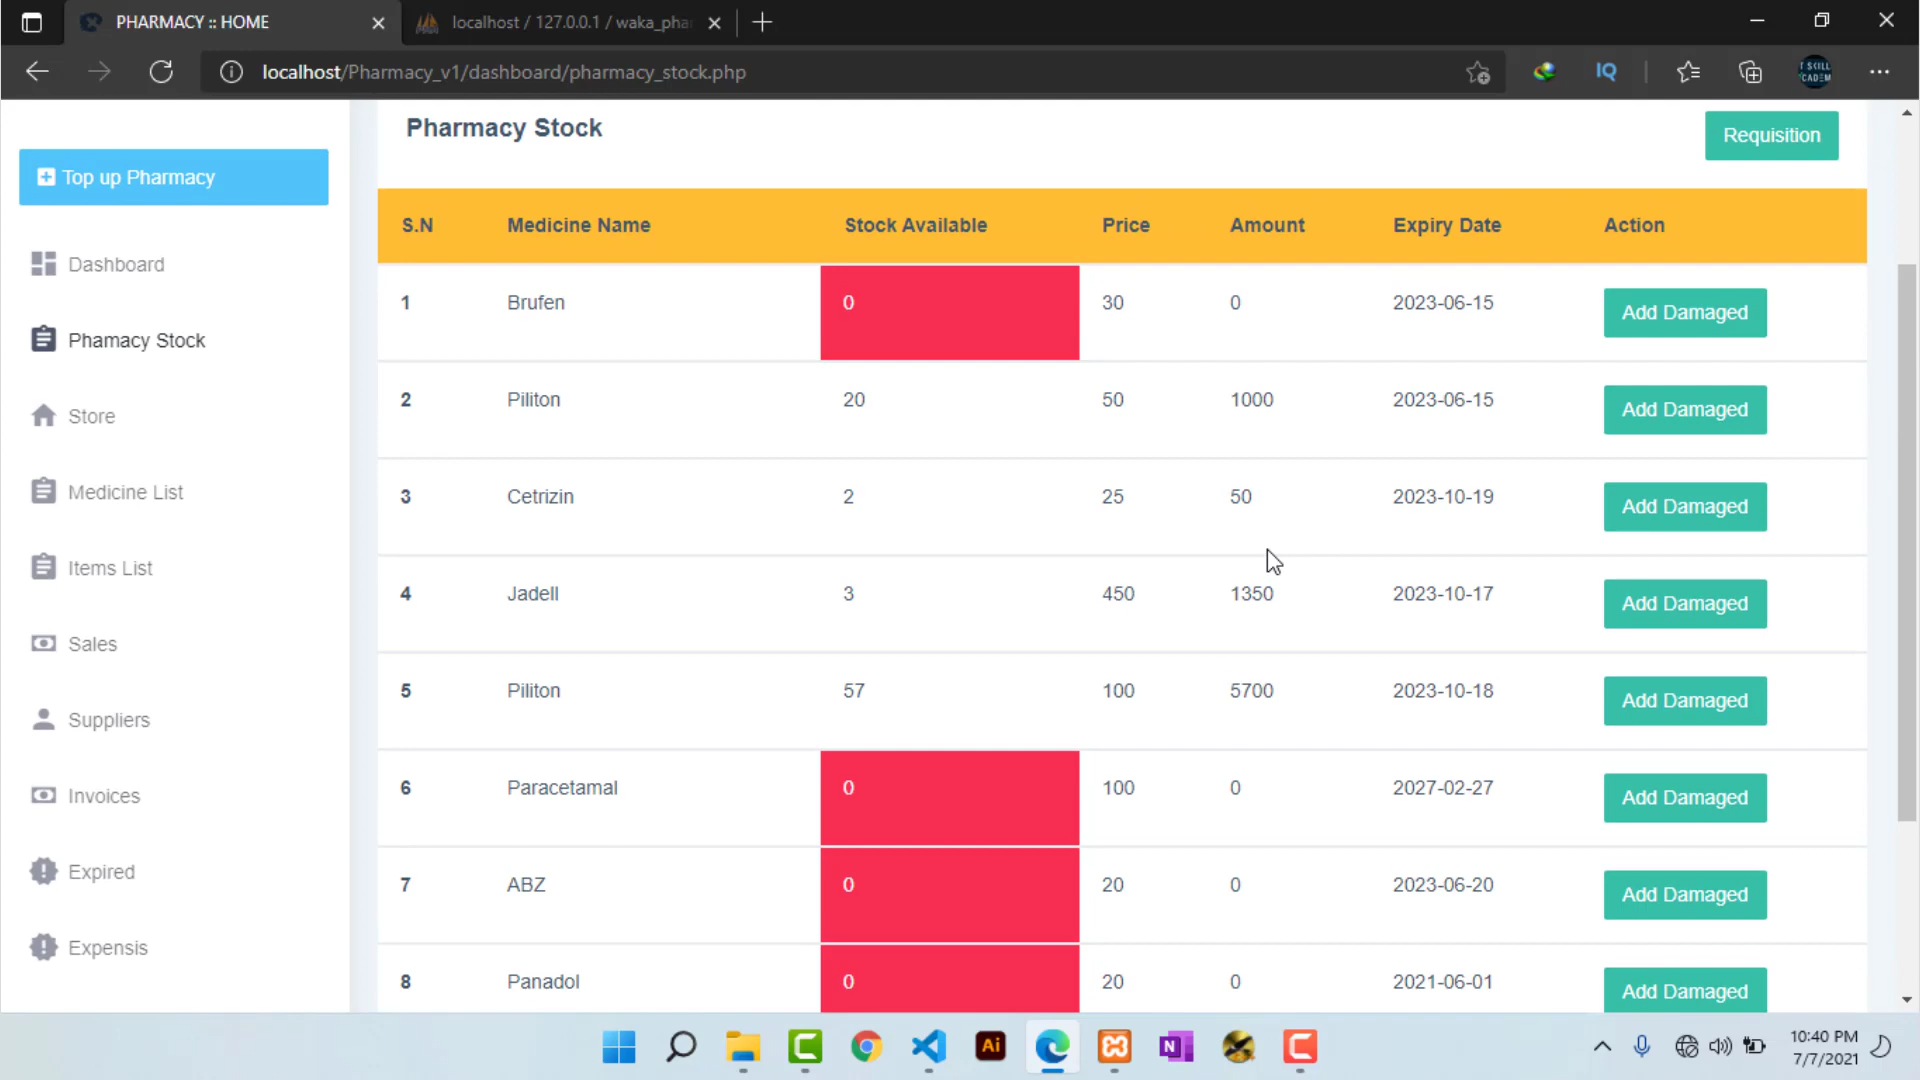 PHARMACY :: HOME
localhost / 127.0.0.1 / waka_phar
localhost/Pharmacy_v1/dashboard/pharmacy_stock.php
IQ
T SKILL
CADEM
Pharmacy Stock
Requisition
Top up Pharmacy
S.N Medicine Name Stock Available Price Amount Expiry Date Action
Dashboard
1 Brufen 0 30 0 2023-06-15 Add Damaged
Phamacy Stock
2 Piliton 20 50 1000 2023-06-15 Add Damaged
Store
Medicine List
3 Cetrizin 2 25 50 2023-10-19 Add Damaged
Items List
4 Jadell 3 450 1350 2023-10-17 Add Damaged
Sales
5 Piliton 57 100 5700 2023-10-18 Add Damaged
Suppliers
Invoices
6 Paracetamal 0 100 0 2027-02-27 Add Damaged
Expired
7 ABZ 0 20 0 2023-06-20 Add Damaged
Expensis
8 Panadol 0 20 0 2021-06-01 Add Damaged
Ai
N
10:40 PM
7/7/2021